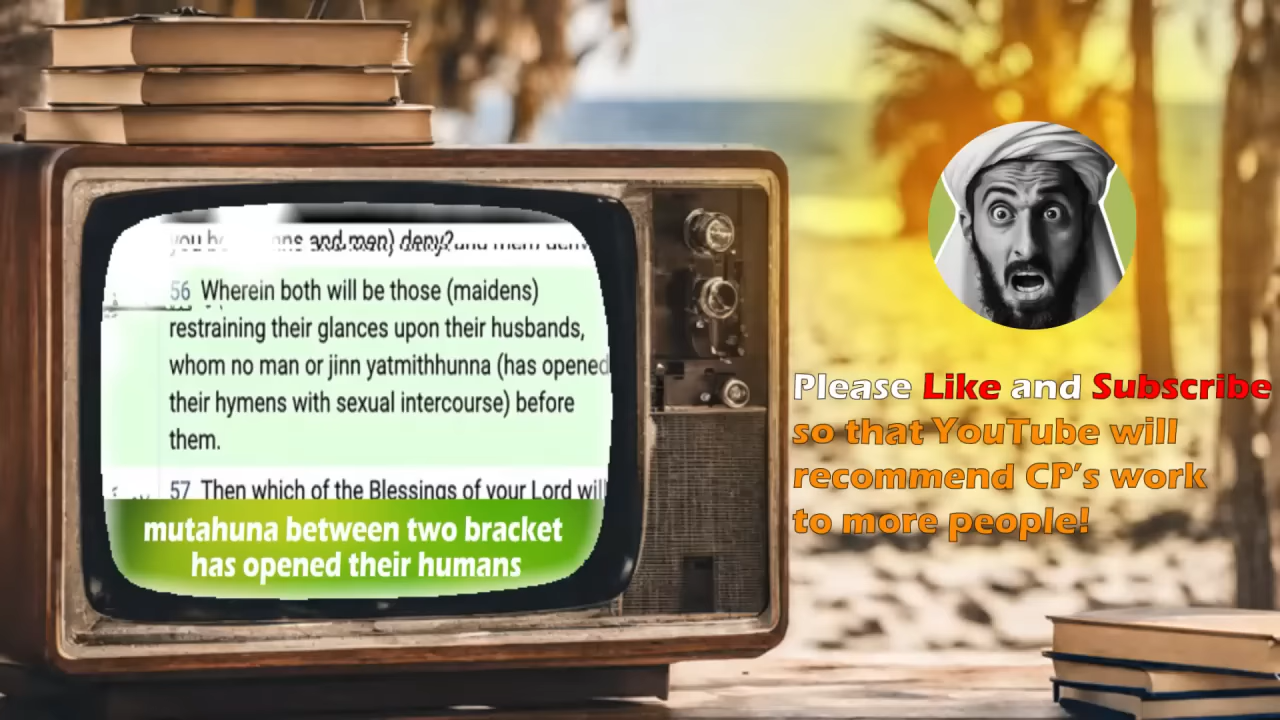 and men) deny?
56 Wherein both will be those (maidens)
restraining their glances upon their husbands,
whom no man or jinn yatmithhunna (has opened
their hymens with sexual intercourse) before
them.
57 Then which of the Blessings of your Lord will
mutahuna between two bracket
has opened their humans
Please Like and Subscribe
so that YouTube will
recommend CP's work
to more people!